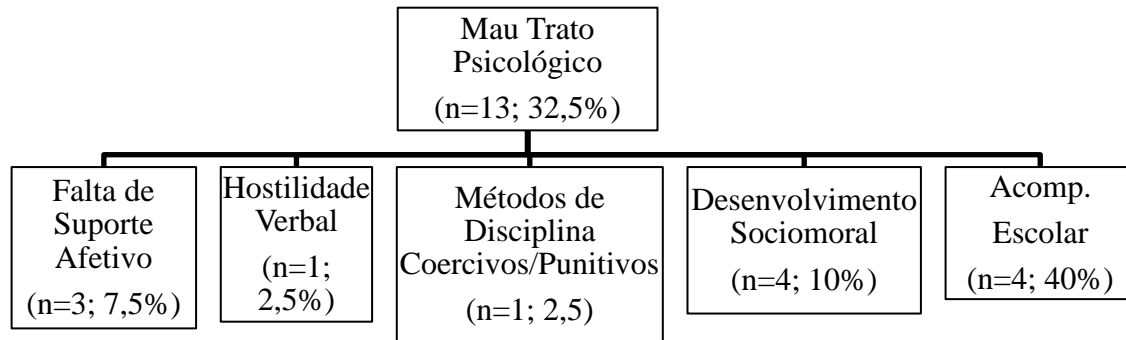 Mau Trato
Psicológico
(n=13; 32,5%)
Falta de
Suporte
Afetivo
(n=3; 7,5%)
Hostilidade
Verbal
(n=1;
2,5%)
Métodos de
Disciplina
Coercivos/Punitivos
(n=1; 2,5)
Desenvolvimento
Sociomoral
(n=4; 10%)
Acomp.
Escolar
(n=4; 40%)